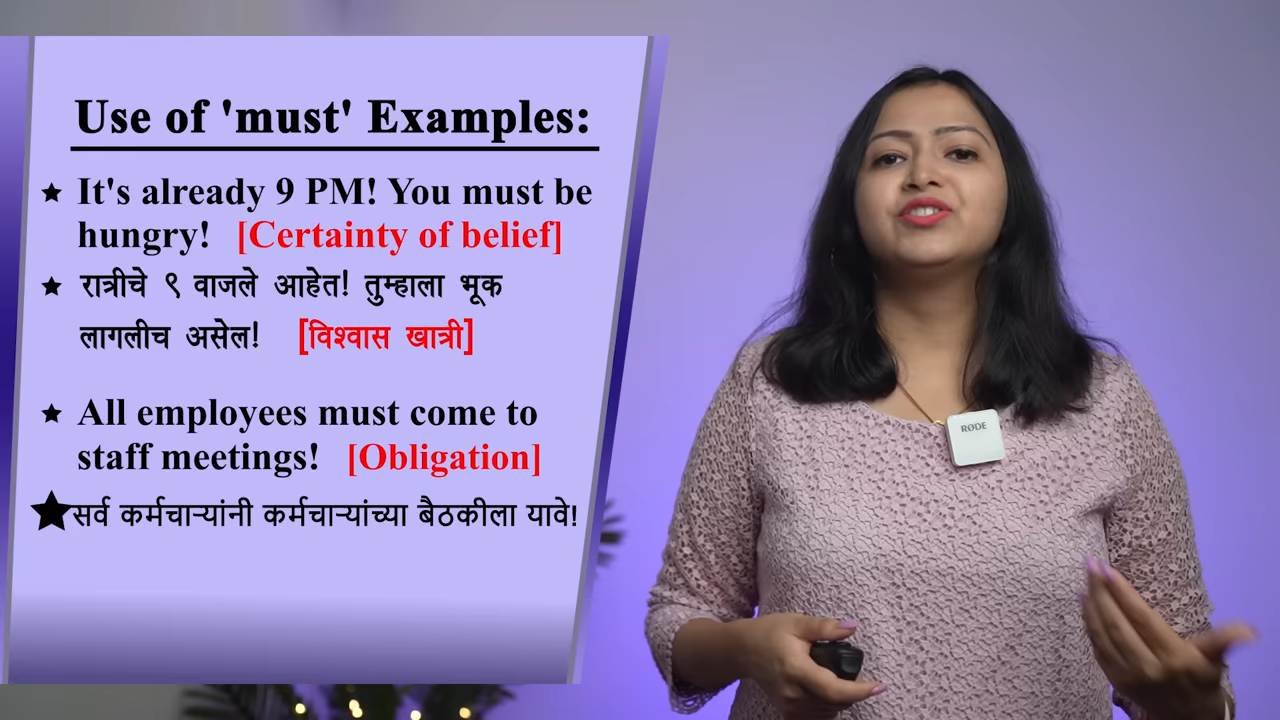 Use of 'must' Examples:
It's already 9 PM! You must be
hungry! [Certainty of belief]
रात्रीचे ९ वाजले आहेत! तुम्हाला भूक
लागलीच असेल! [विश्वास खात्री]
All employees must come to
staff meetings! [Obligation]
सर्व कर्मचाऱ्यांनी कर्मचाऱ्यांच्या बैठकीला यावे!
RØDE